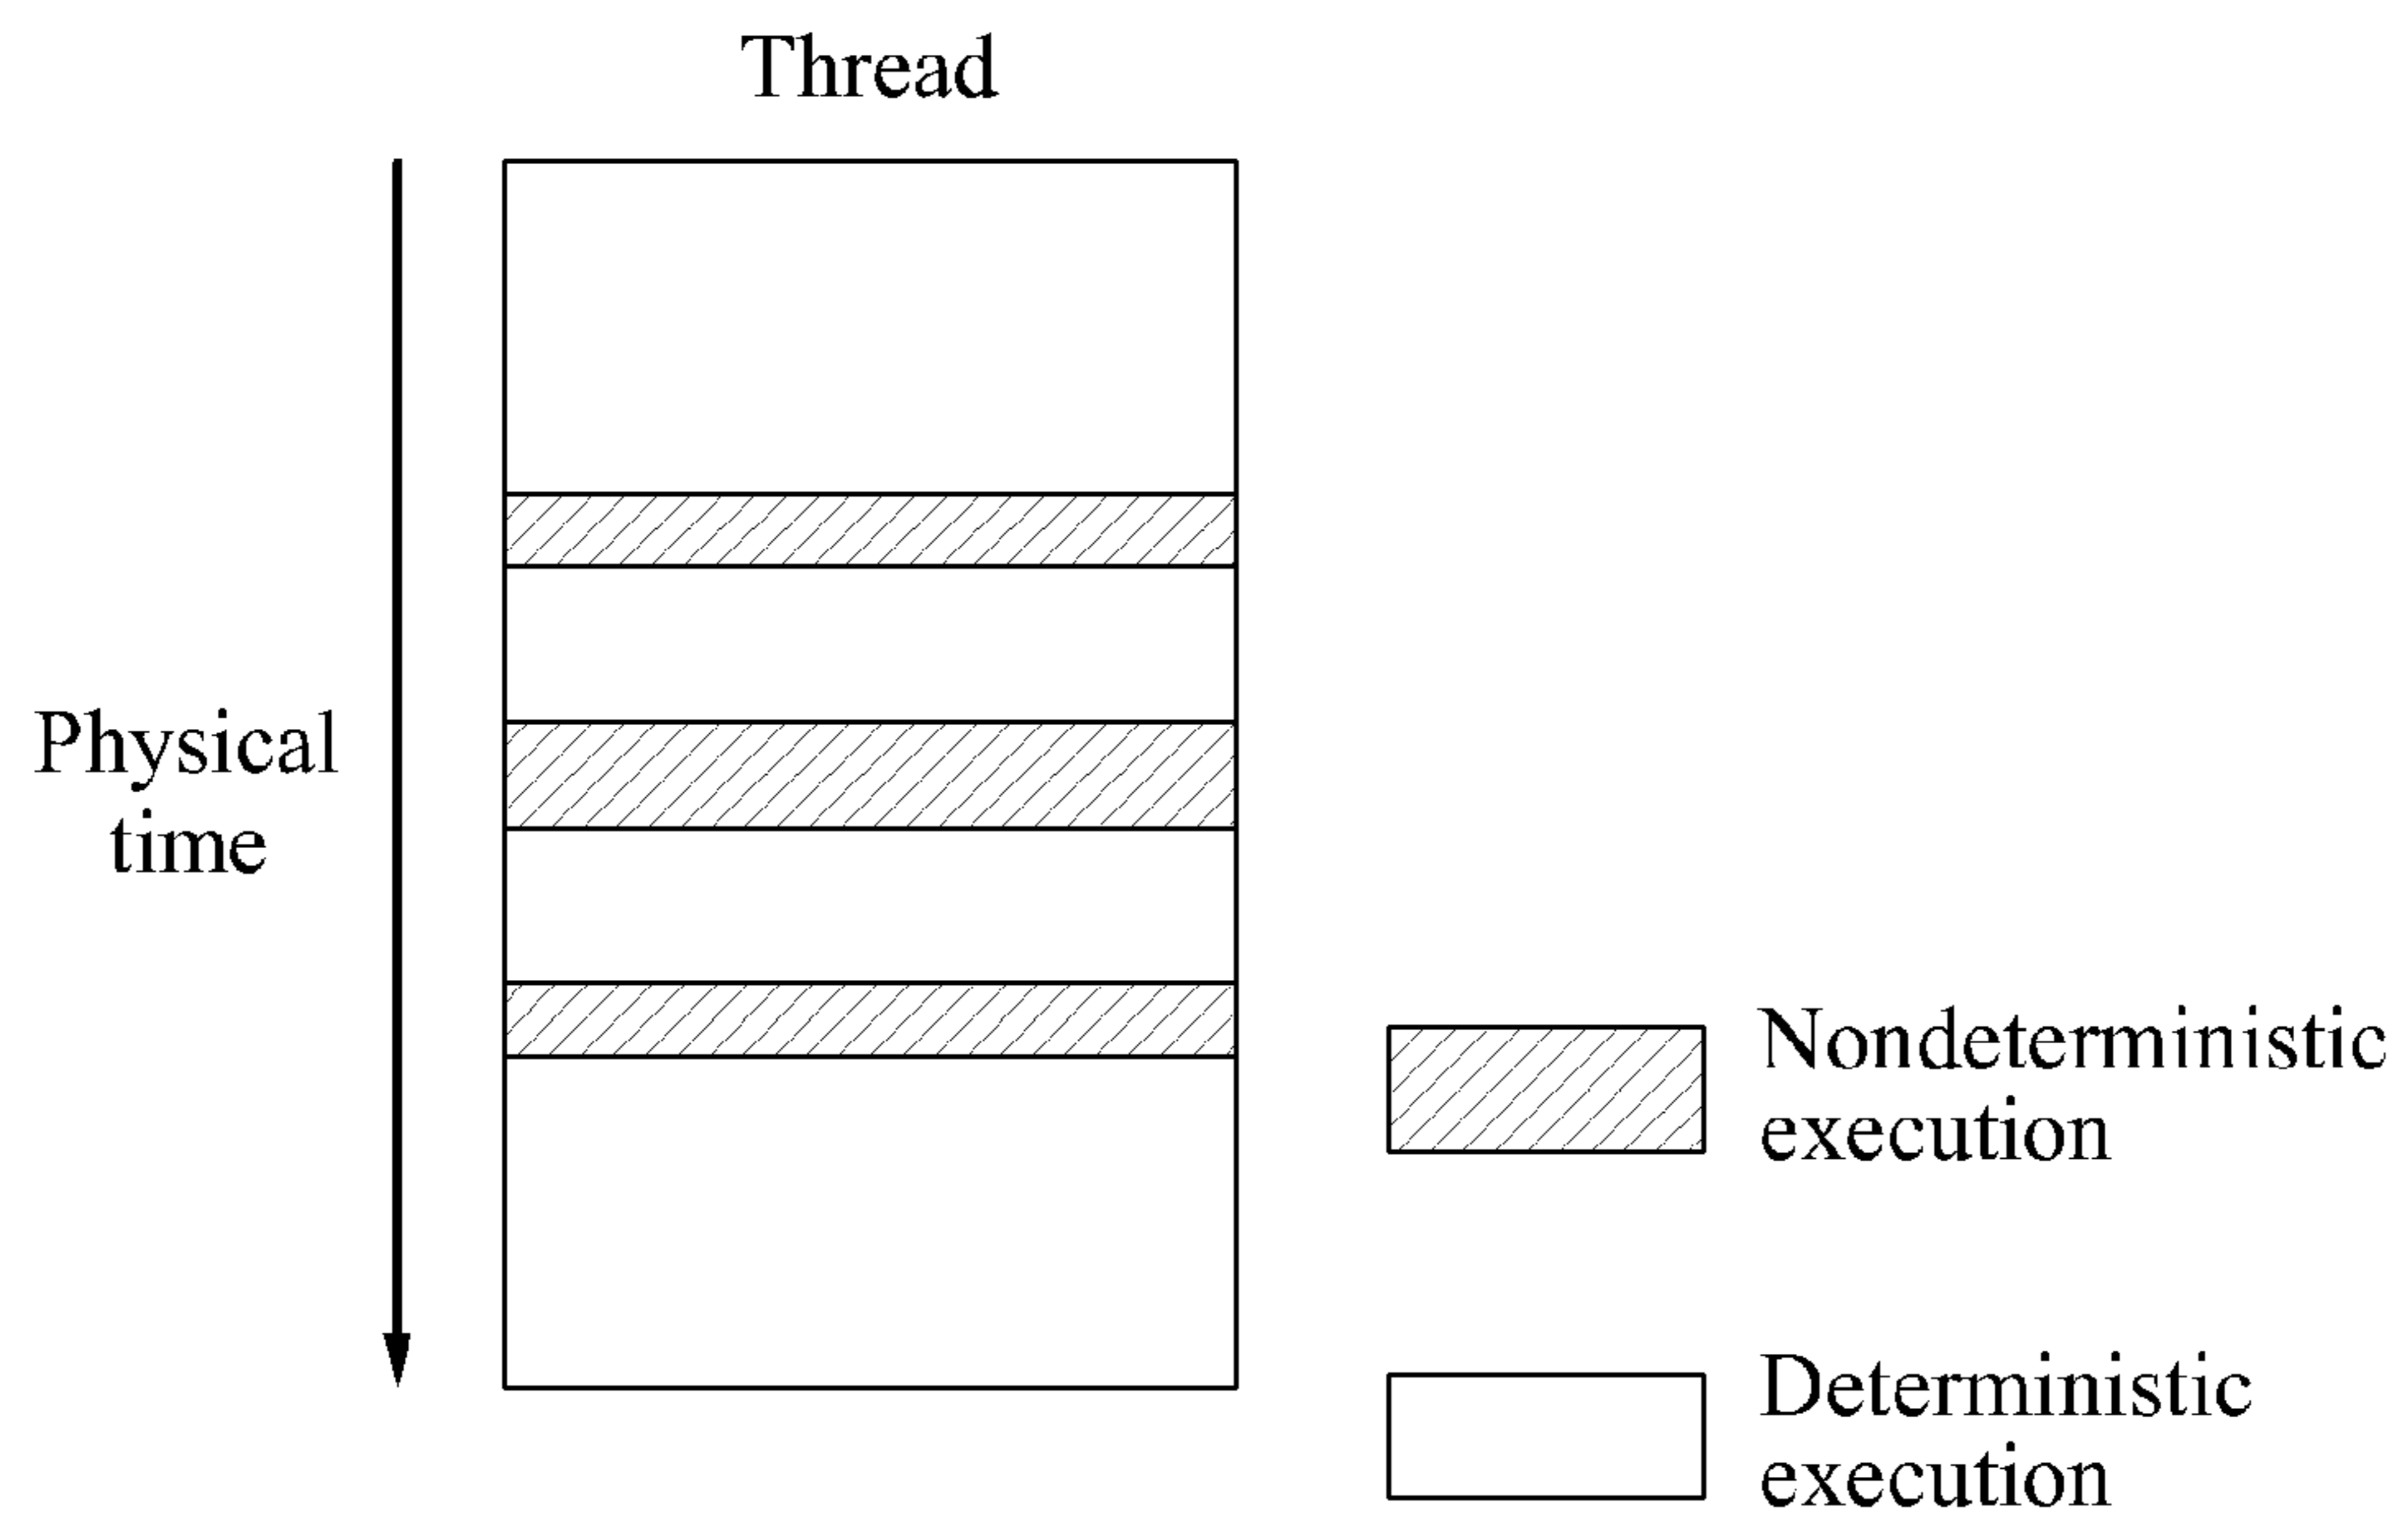 Thread
Physical
time
Nondeterministic
execution
Deterministic
execution